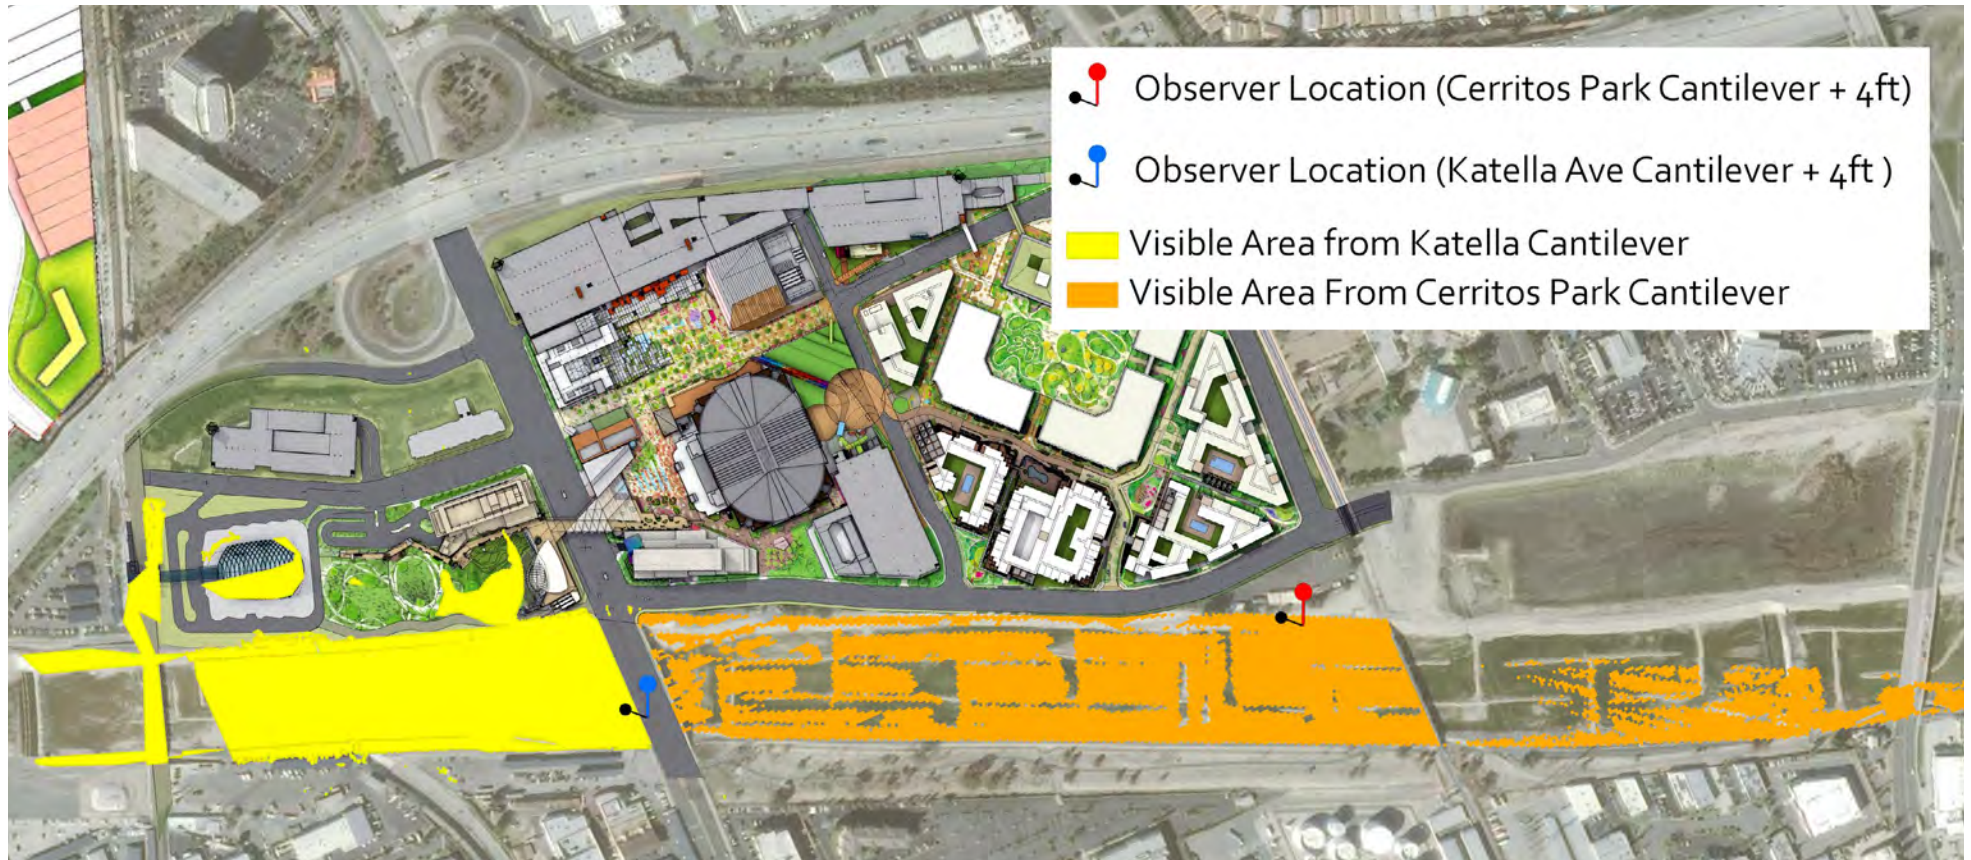 Observer Location (Cerritos Park Cantilever + 4ft)
Observer Location (Katella Ave Cantilever + 4ft )
Visible Area from Katella Cantilever
Visible Area From Cerritos Park Cantilever